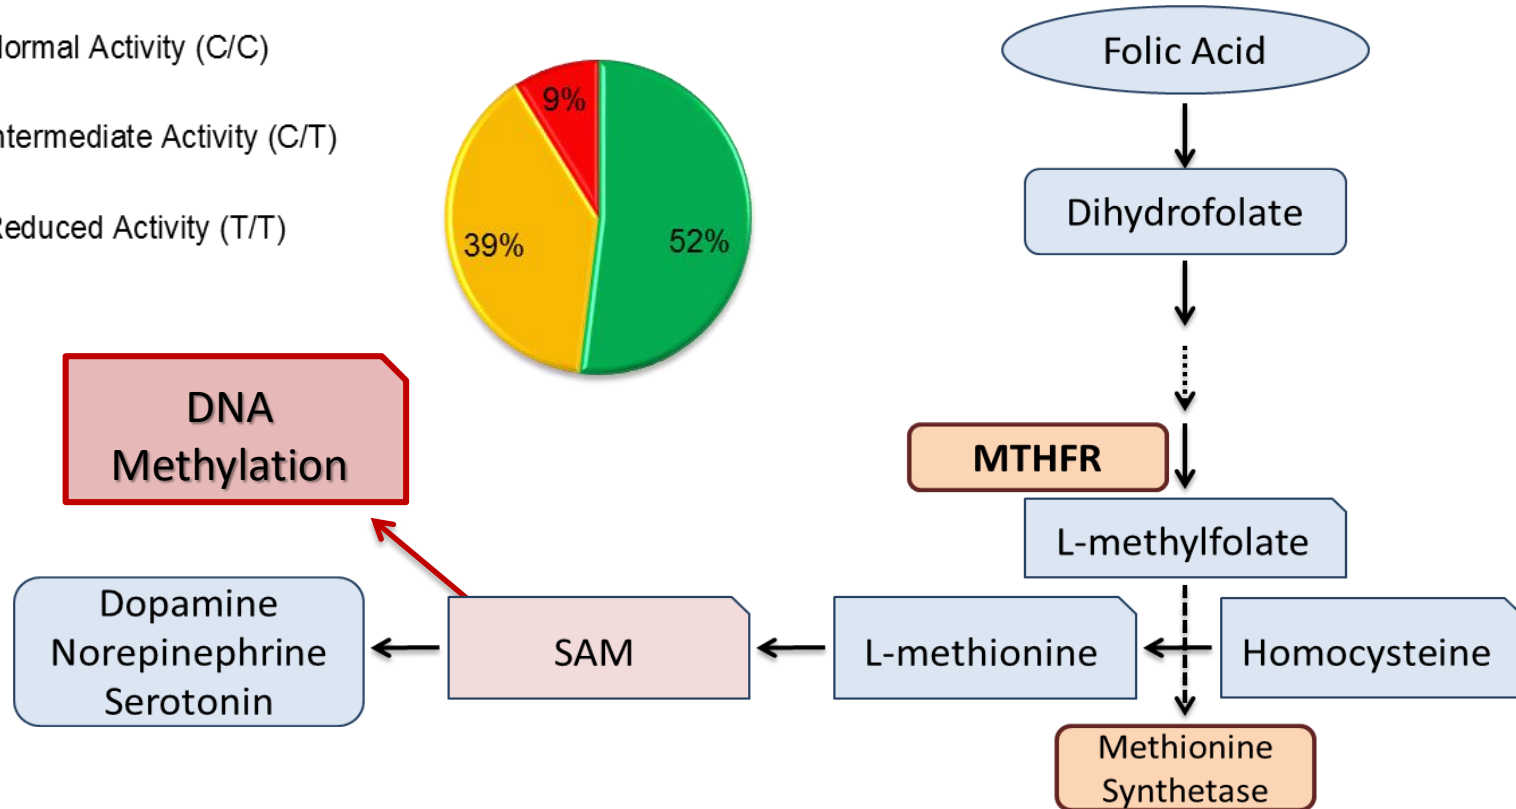 ormal Activity (C/C)
ntermediate Activity (C/T)
Reduced Activity (T/T)
9%
39%
52%
Folic Acid
Dihydrofolate
MTHFR
L-methylfolate
DNA
Methylation
Dopamine
Norepinephrine
Serotonin
SAM
L-methionine
Homocysteine
Methionine
Synthetase